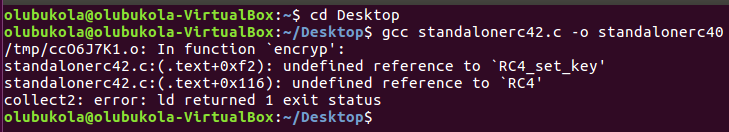 olubukola@olubukola-VirtualBox:~$ cd Desktop
olubukola@olubukola-VirtualBox:~/Desktop$ gcc standalonerc42.c -o standalonerc40
/tmp/ccO6J7K1.o: In function `encryp':
standalonerc42.c:(.text+0xf2): undefined reference to `RC4_set_key'
standalonerc42.c:(.text+0x116): undefined reference to `RC4'
collect2: error: ld returned 1 exit status
olubukola@olubukola-VirtualBox:~/Desktop$